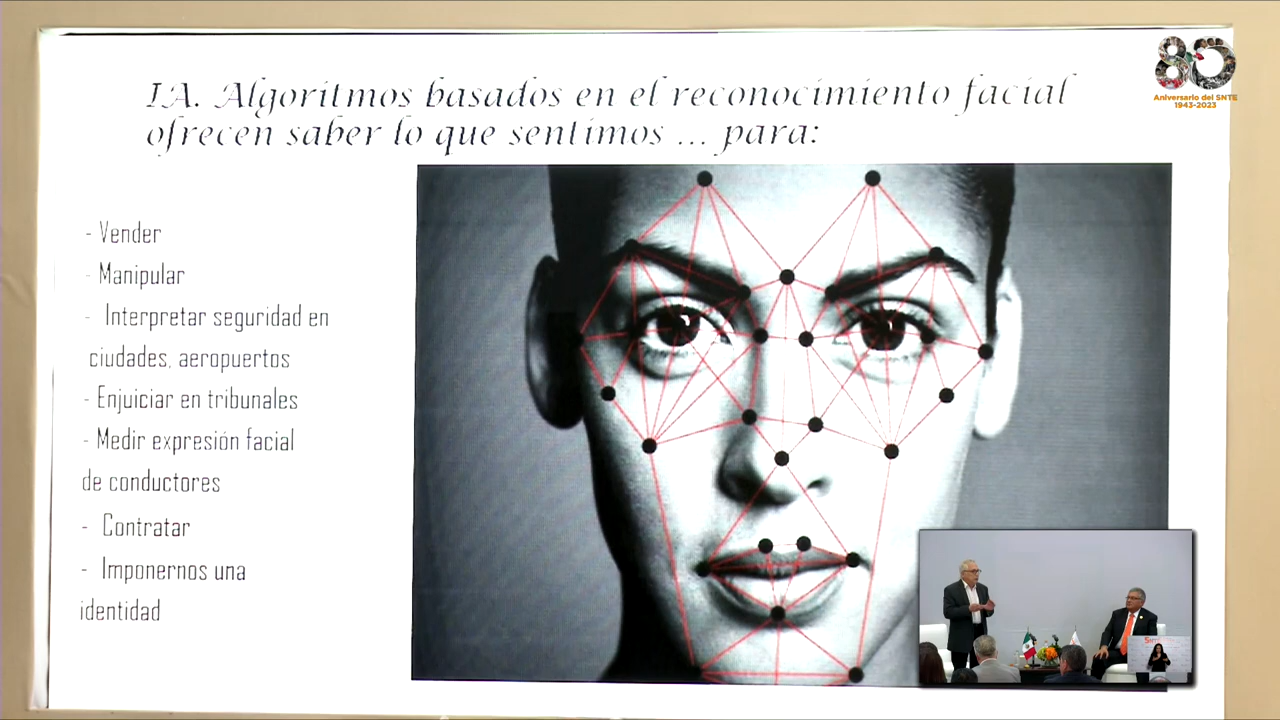 IA. Algoritmos basados en el reconocimiento facial
ofrecen saber lo que sentimos ... para:
80
Aniversario del SNTE
1943-2023
- Vender
- Manipular
- Interpretar seguridad en
ciudades, aeropuertos
- Enjuiciar en tribunales
- Medir expresión facial
de conductores
- Contratar
- Imponernos una
identidad